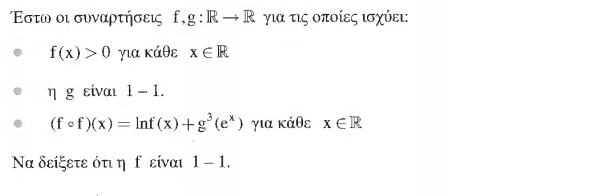 Έστω οι συναρτήσεις f,g:ℝ → ℝ για τις οποίες ισχύει:
• f(x) > 0 για κάθε x ∈ ℝ
• η g είναι 1 – 1.
• (f ∘ f)(x) = lnf(x) + g³(eˣ) για κάθε x ∈ ℝ
Να δείξετε ότι η f είναι 1 – 1.